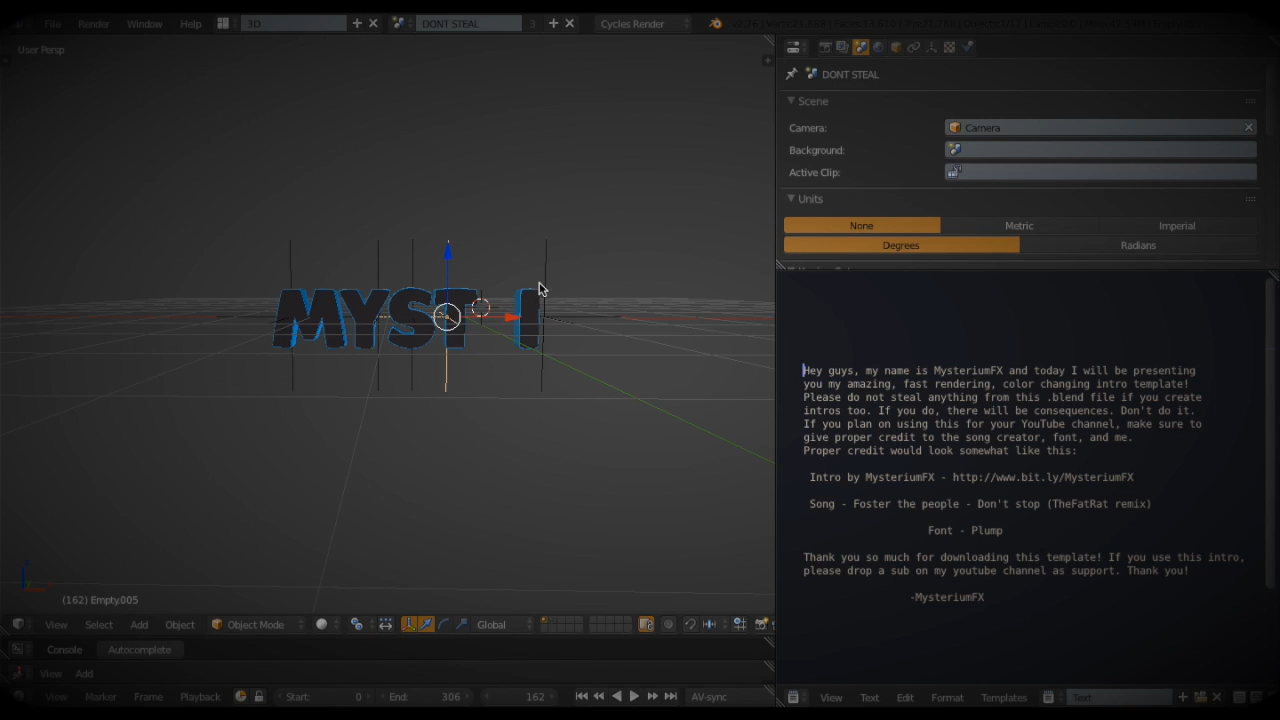 File Render Window Help 3D DONT STEAL Cycles Render
User Persp
DONT STEAL
Scene
Camera: Camera
Background:
Active Clip:
Units
None Metric Imperial
Degrees Radians
MYST I
Hey guys, my name is MysteriumFX and today I will be presenting
you my amazing, fast rendering, color changing intro template!
Please do not steal anything from this .blend file if you create
intros too. If you do, there will be consequences. Don't do it.
If you plan on using this for your YouTube channel, make sure to
give proper credit to the song creator, font, and me.
Proper credit would look somewhat like this:
Intro by MysteriumFX - http://www.bit.ly/MysteriumFX
Song - Foster the people - Don't stop (TheFatRat remix)
Font - Plump
Thank you so much for downloading this template! If you use this intro,
please drop a sub on my youtube channel as support. Thank you!
-MysteriumFX
(162) Empty.005
View Select Add Object Object Mode Global
Console Autocomplete
View Add
View Marker Frame Playback Start: 0 End: 306 162 AV-sync
View Text Edit Format Templates Text